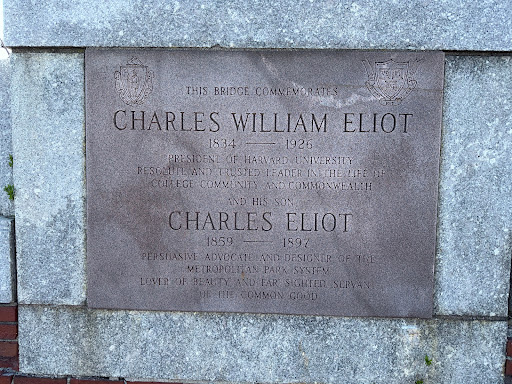 THIS BRIDGE COMMEMORATES
CHARLES WILLIAM ELIOT
1834 — 1926
PRESIDENT OF HARVARD UNIVERSITY
RESOLUTE AND TRUSTED LEADER IN THE LIFE OF
COLLEGE COMMUNITY AND COMMONWEALTH
AND HIS SON
CHARLES ELIOT
1859 — 1897
PERSUASIVE ADVOCATE AND DESIGNER OF THE
METROPOLITAN PARK SYSTEM
LOVER OF BEAUTY AND FAR SIGHTED SERVANT
OF THE COMMON GOOD